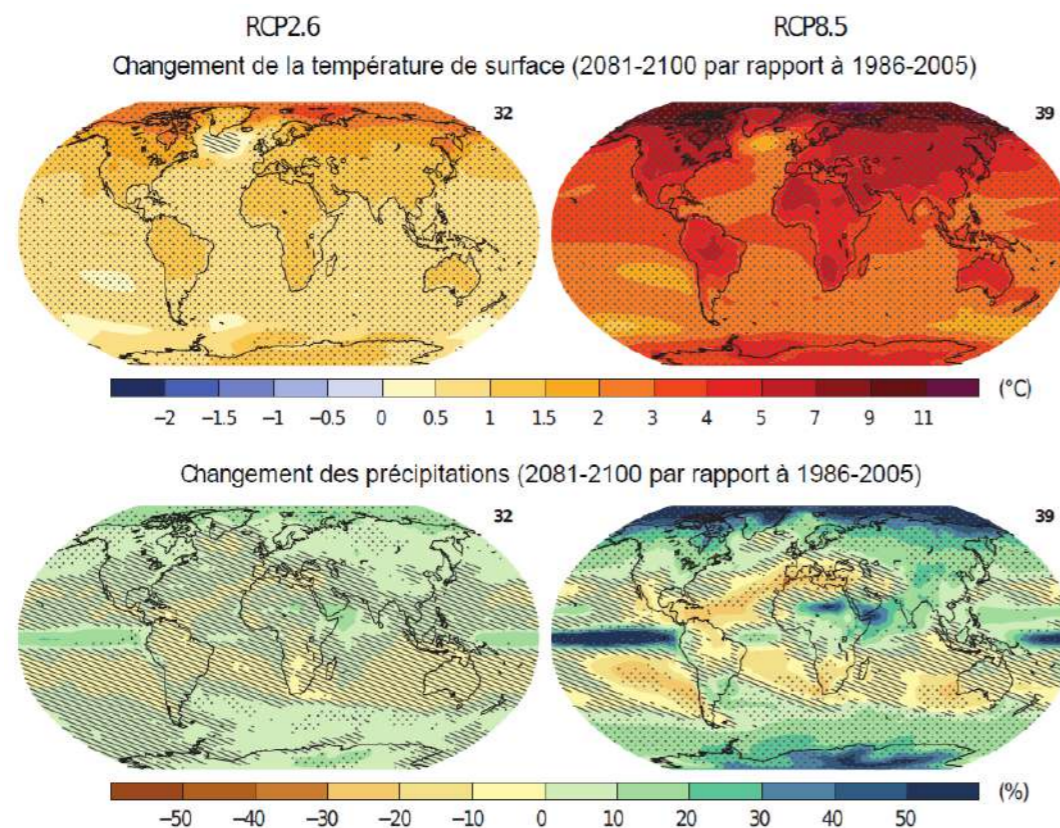 RCP2.6 RCP8.5
Changement de la température de surface (2081-2100 par rapport à 1986-2005)
32 39
−2 −1.5 −1 −0.5 0 0.5 1 1.5 2 3 4 5 7 9 11 (°C)
Changement des précipitations (2081-2100 par rapport à 1986-2005)
32 39
−50 −40 −30 −20 −10 0 10 20 30 40 50 (%)